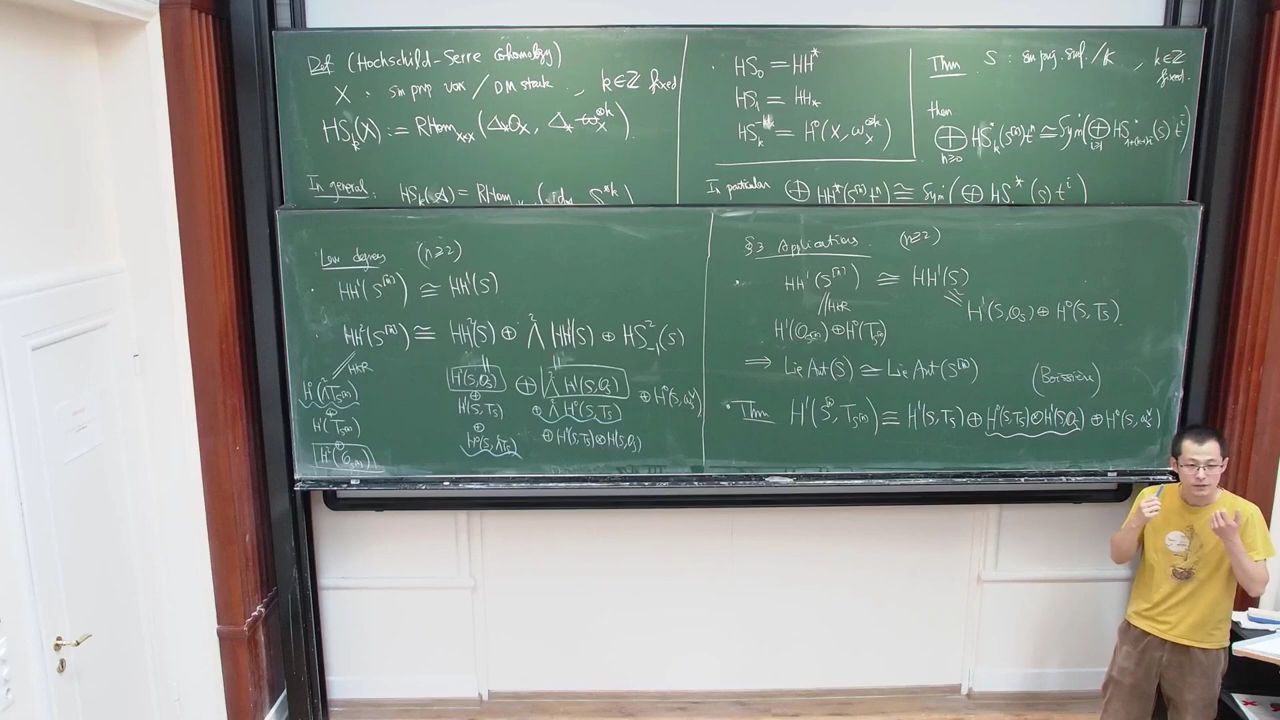 Def (Hochschild-Serre cohomology)
X : sm prop var / DM stack , k∈ℤ fixed
HS_k(X) := RHom_{X×X}(Δ_*O_X, Δ_* ω_X^{⊗k})
In general : HS_k(A) = RHom (id, S^{∘k})
· HS_0 = HH^*
HS_1 = HH_*
HS_k = H^0(X, ω_X^{⊗k})
Thm S : sm proj. surf. /k , k∈ℤ fixed.
then
⊕_{n≥0} HS_k^*(S^{[n]})t^n ≅ Sym^•(⊕_{i≥1} HS^*_{1+(k-1)i}(S) t^i)
In particular ⊕ HH^*(S^{[n]} t^n) ≅ Sym^•(⊕ HS^*(S) t^i)
Low degrees (n≥2)
· HH^1(S^{[n]}) ≅ HH^1(S)
· HH^2(S^{[n]}) ≅ HH^2(S) ⊕ Λ^2 HH^1(S) ⊕ HS^2_{-1}(S)
// HKR
H^0(Λ^2 T_{S^{[n]}})
⊕
H^1(T_{S^{[n]}})
⊕
H^2(O_{S^{[n]}})
H^2(S,O_S) ⊕ Λ^2 H^1(S,O_S) ⊕ H^0(S,ω_S^∨)
⊕
H^1(S,T_S) ⊕ Λ^2 H^0(S,T_S)
⊕
H^0(S,Λ^2T_S) ⊕ H^0(S,T_S)⊗H^1(S,O_S)
§3 Applications. (n≥2)
· HH^1(S^{[n]}) ≅ HH^1(S)
// HKR
H^1(O_{S^{[n]}}) ⊕ H^0(T_{S^{[n]}})
H^1(S,O_S) ⊕ H^0(S,T_S)
⇒ Lie Aut(S) ≅ Lie Aut(S^{[n]}) (Boissière)
· Thm H^1(S^{[n]}, T_{S^{[n]}}) ≅ H^1(S,T_S) ⊕ H^0(S,T_S)⊗H^1(S,O_S) ⊕ H^0(S,ω_S^∨)